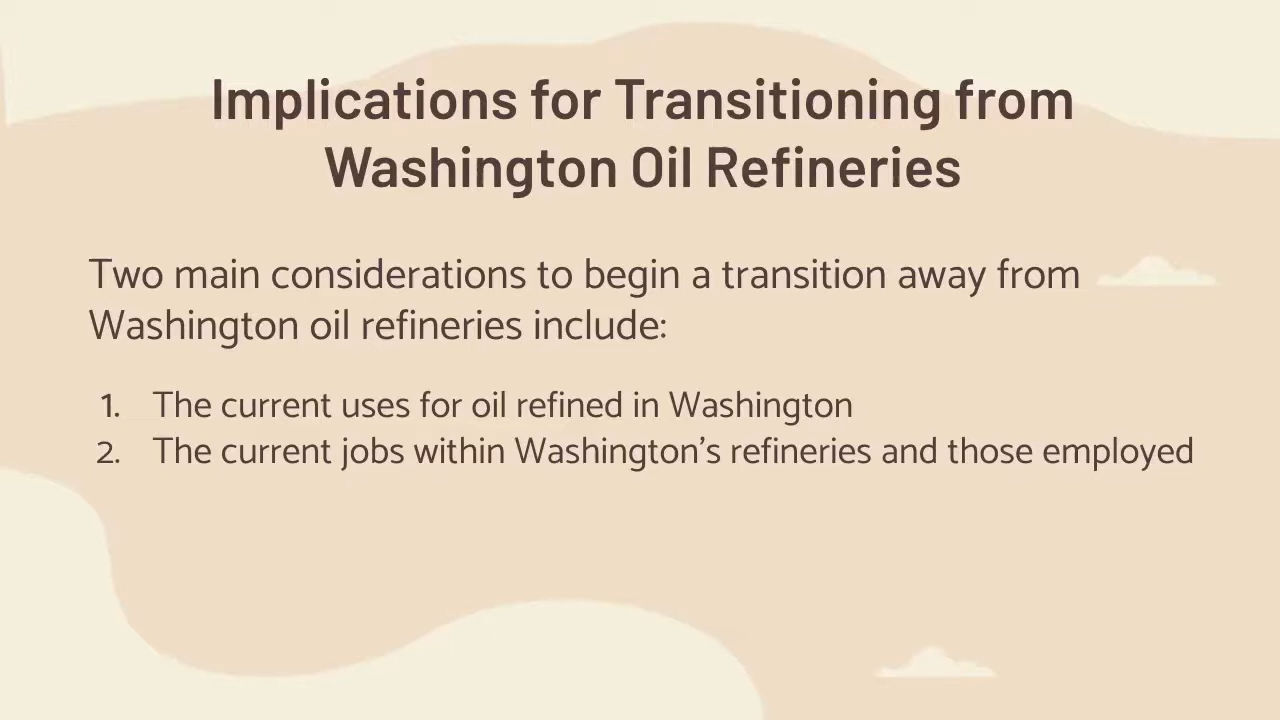 Implications for Transitioning from
Washington Oil Refineries
Two main considerations to begin a transition away from
Washington oil refineries include:
1. The current uses for oil refined in Washington
2. The current jobs within Washington’s refineries and those employed